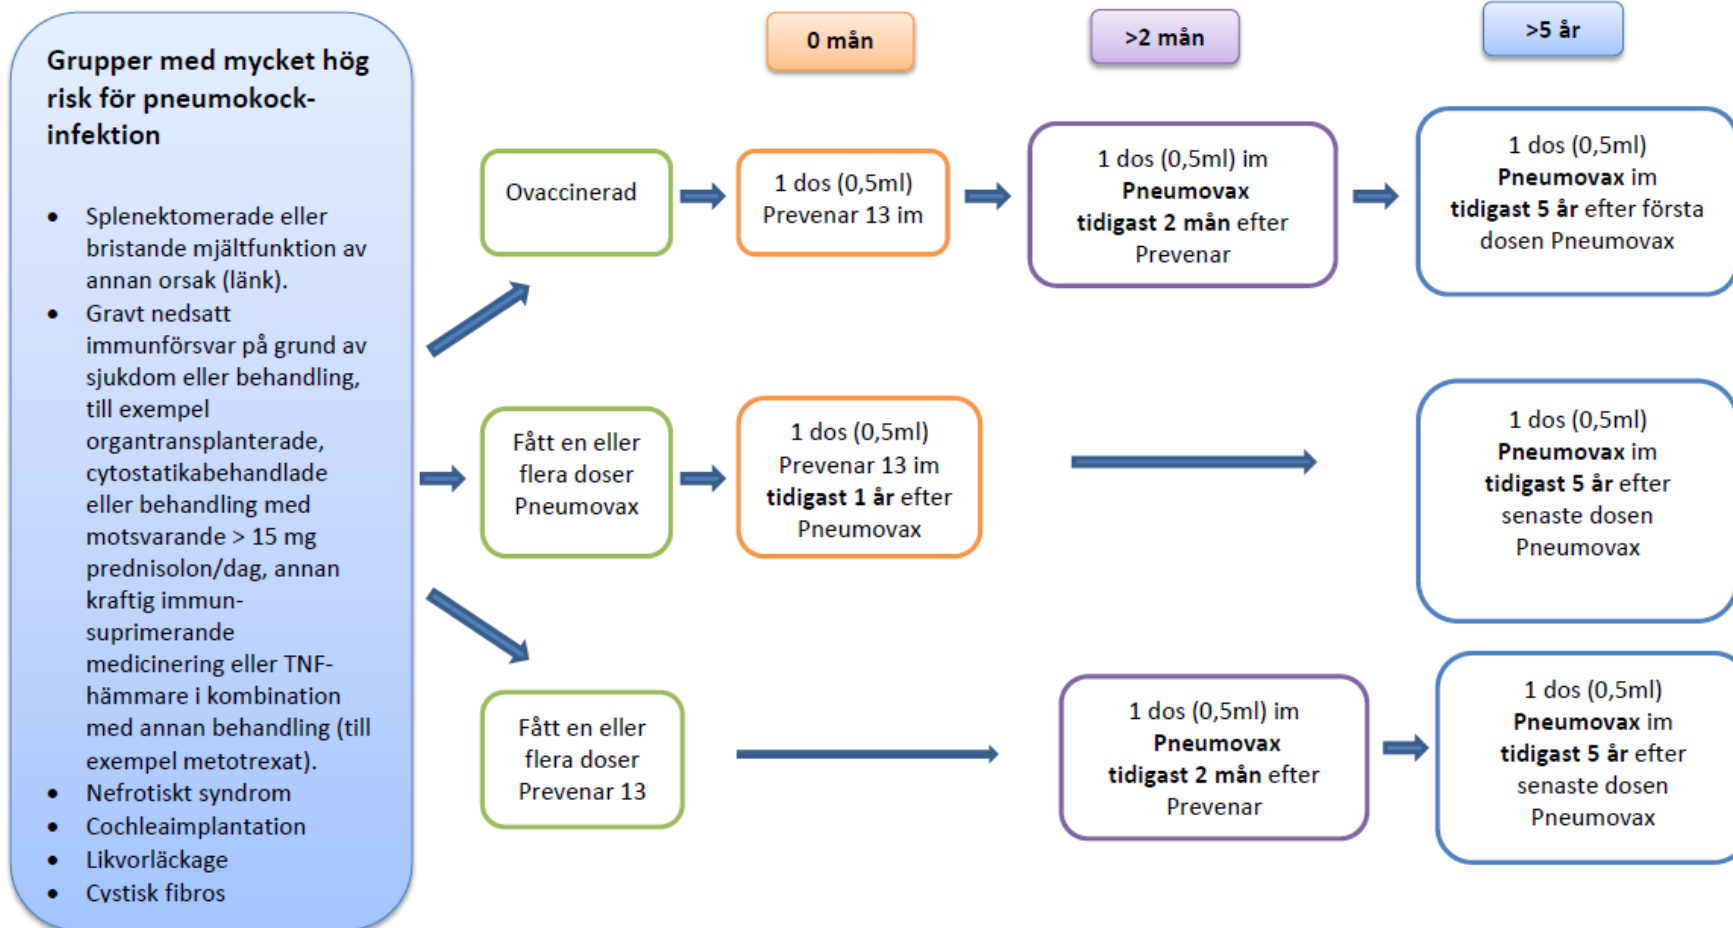 Grupper med mycket hög
risk för pneumokock-
infektion
• Splenektomerade eller
bristande mjältfunktion av
annan orsak (länk).
• Gravt nedsatt
immunförsvar på grund av
sjukdom eller behandling,
till exempel
organtransplanterade,
cytostatikabehandlade
eller behandling med
motsvarande > 15 mg
prednisolon/dag, annan
kraftig immun-
suprimerande
medicinering eller TNF-
hämmare i kombination
med annan behandling (till
exempel metotrexat).
• Nefrotiskt syndrom
• Cochleaimplantation
• Likvorläckage
• Cystisk fibros
0 mån
>2 mån
>5 år
Ovaccinerad
1 dos (0,5ml)
Prevenar 13 im
1 dos (0,5ml) im
Pneumovax
tidigast 2 mån efter
Prevenar
1 dos (0,5ml)
Pneumovax im
tidigast 5 år efter första
dosen Pneumovax
Fått en eller
flera doser
Pneumovax
1 dos (0,5ml)
Prevenar 13 im
tidigast 1 år efter
Pneumovax
1 dos (0,5ml)
Pneumovax im
tidigast 5 år efter
senaste dosen
Pneumovax
Fått en eller
flera doser
Prevenar 13
1 dos (0,5ml) im
Pneumovax
tidigast 2 mån efter
Prevenar
1 dos (0,5ml)
Pneumovax im
tidigast 5 år efter
senaste dosen
Pneumovax